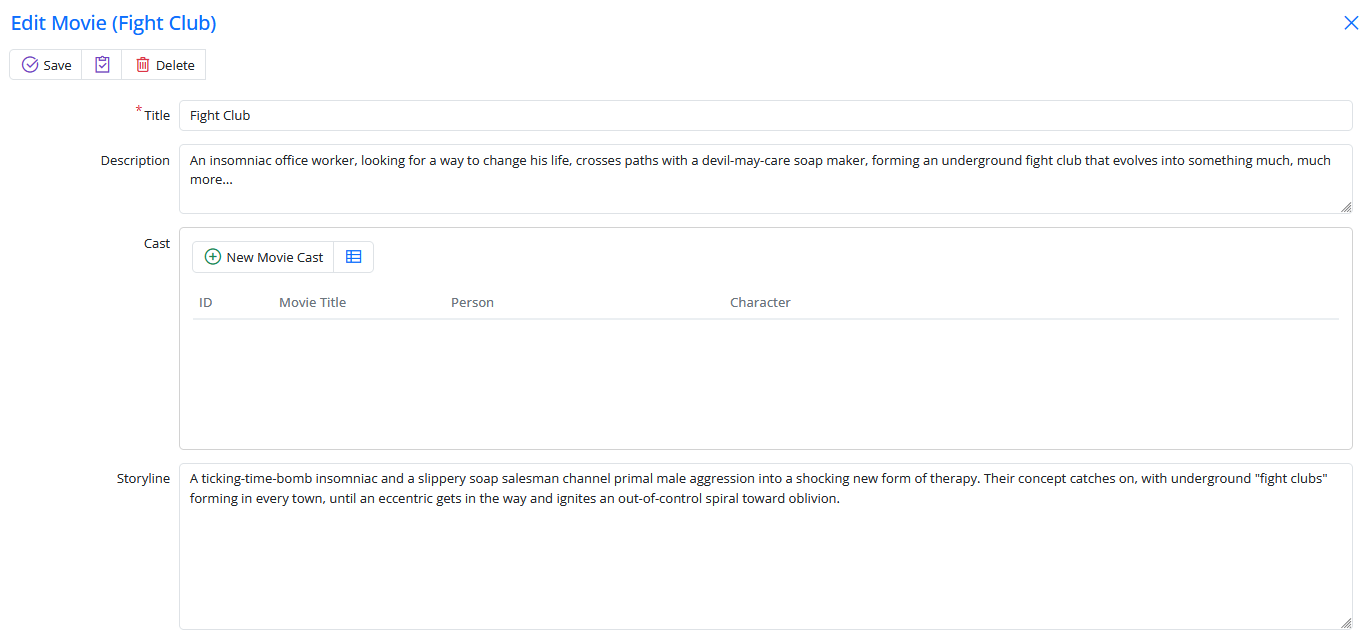 Edit Movie (Fight Club)
Save
Delete
* Title
Fight Club
Description
An insomniac office worker, looking for a way to change his life, crosses paths with a devil-may-care soap maker, forming an underground fight club that evolves into something much, much
more...
Cast
New Movie Cast
ID Movie Title Person Character
Storyline
A ticking-time-bomb insomniac and a slippery soap salesman channel primal male aggression into a shocking new form of therapy. Their concept catches on, with underground "fight clubs"
forming in every town, until an eccentric gets in the way and ignites an out-of-control spiral toward oblivion.